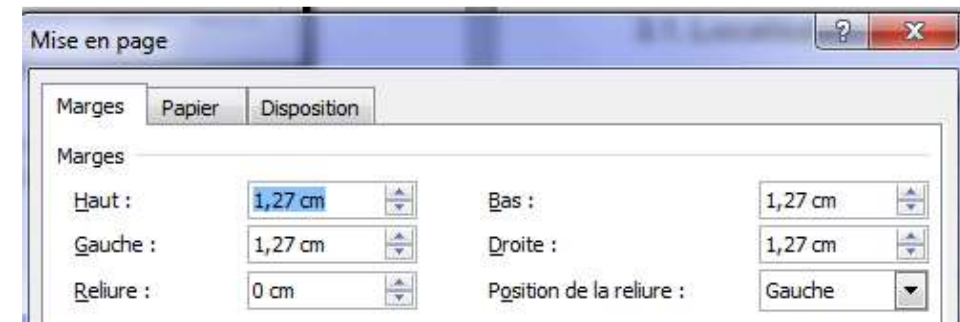 Mise en page
Marges Papier Disposition
Marges
Haut : 1,27 cm Bas : 1,27 cm
Gauche : 1,27 cm Droite : 1,27 cm
Reliure : 0 cm Position de la reliure : Gauche